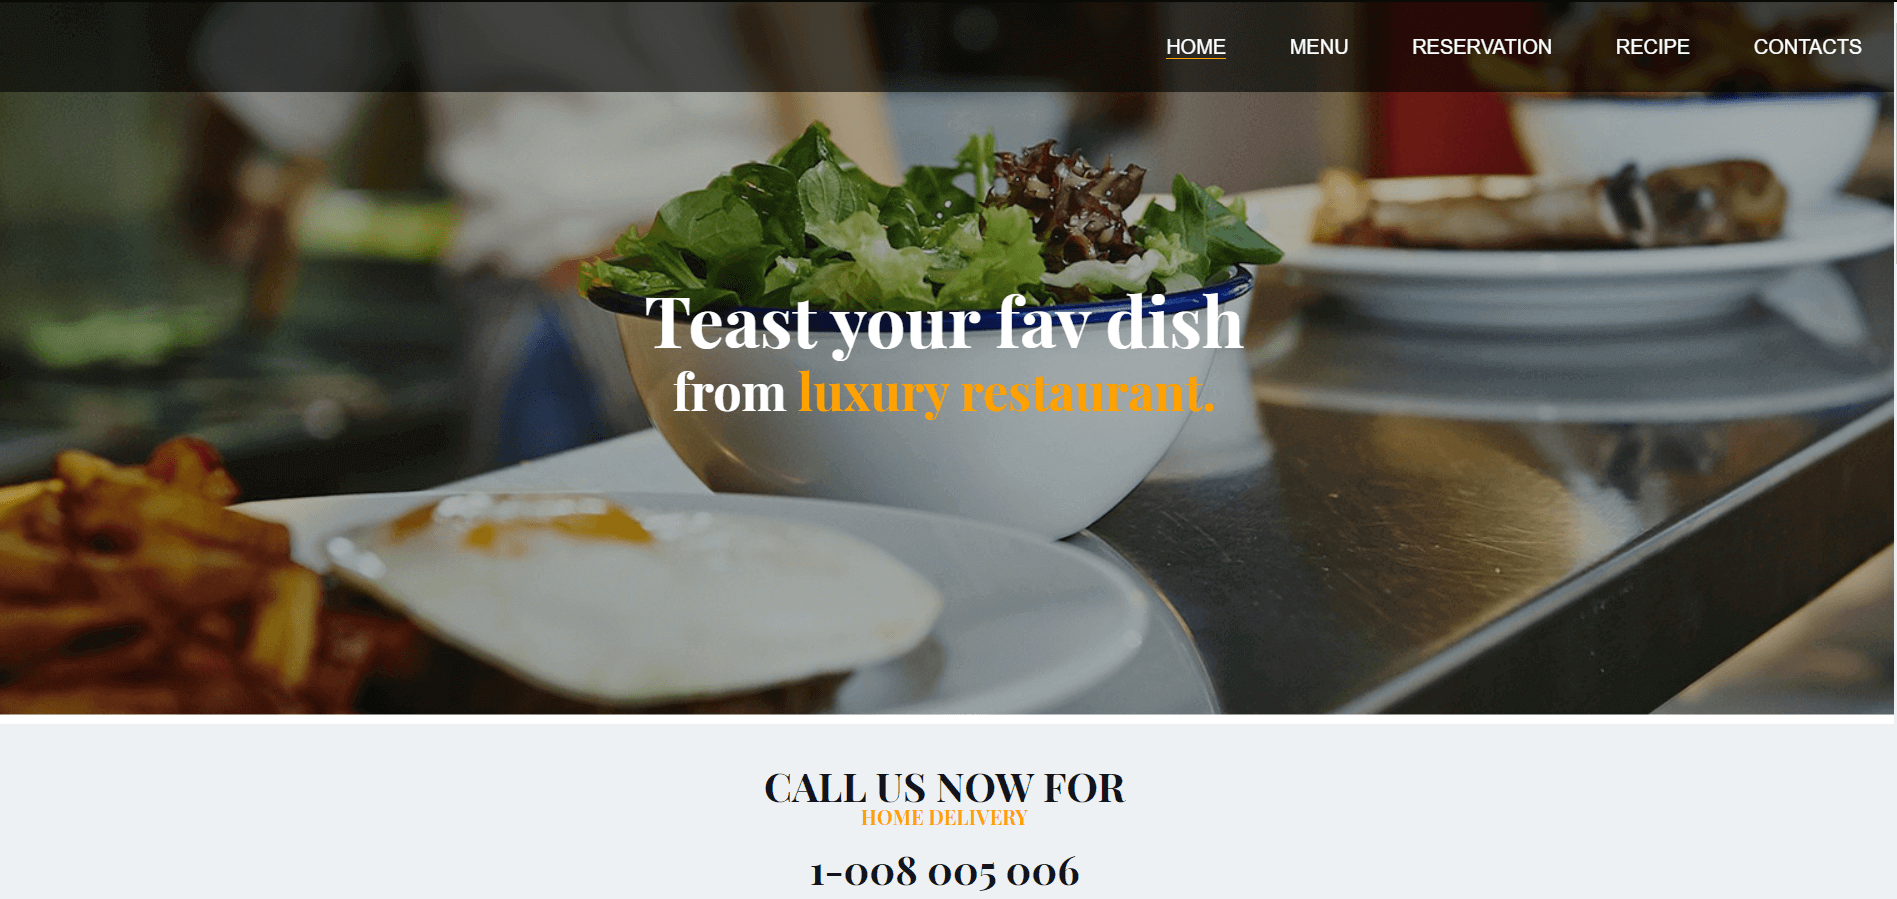 HOME MENU RESERVATION RECIPE CONTACTS
Teast your fav dish
from luxury restaurant.
CALL US NOW FOR
HOME DELIVERY
1-008 005 006